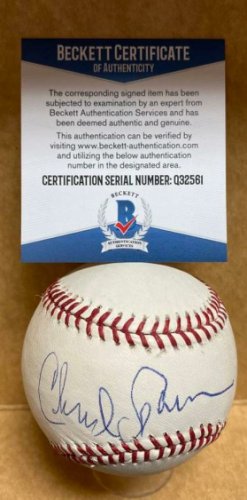 BECKETT CERTIFICATE
OF AUTHENTICITY
The corresponding signed item has been
subjected to examination by an expert from
Beckett Authentication Services and has
been deemed authentic and genuine.
This authentication can be verified by
visiting www.beckett-authentication.com
and utilizing the below authentication
number in the designated area.
CERTIFICATION SERIAL NUMBER: Q32561
BECKETT
B
AUTHENTICATION
SERVICES